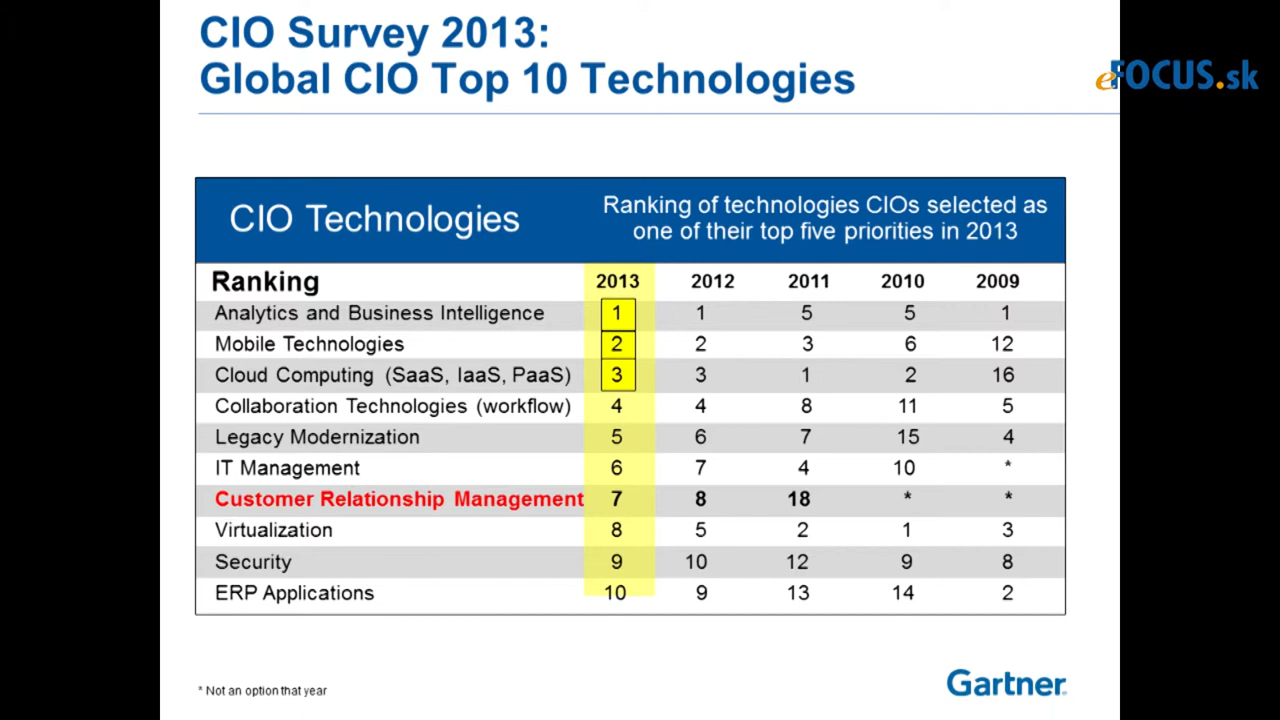 CIO Survey 2013:
Global CIO Top 10 Technologies
eFOCUS.sk
CIO Technologies
Ranking of technologies CIOs selected as
one of their top five priorities in 2013
Ranking 2013 2012 2011 2010 2009
Analytics and Business Intelligence 1 1 5 5 1
Mobile Technologies 2 2 3 6 12
Cloud Computing (SaaS, IaaS, PaaS) 3 3 1 2 16
Collaboration Technologies (workflow) 4 4 8 11 5
Legacy Modernization 5 6 7 15 4
IT Management 6 7 4 10 *
Customer Relationship Management 7 8 18 * *
Virtualization 8 5 2 1 3
Security 9 10 12 9 8
ERP Applications 10 9 13 14 2
* Not an option that year
Gartner